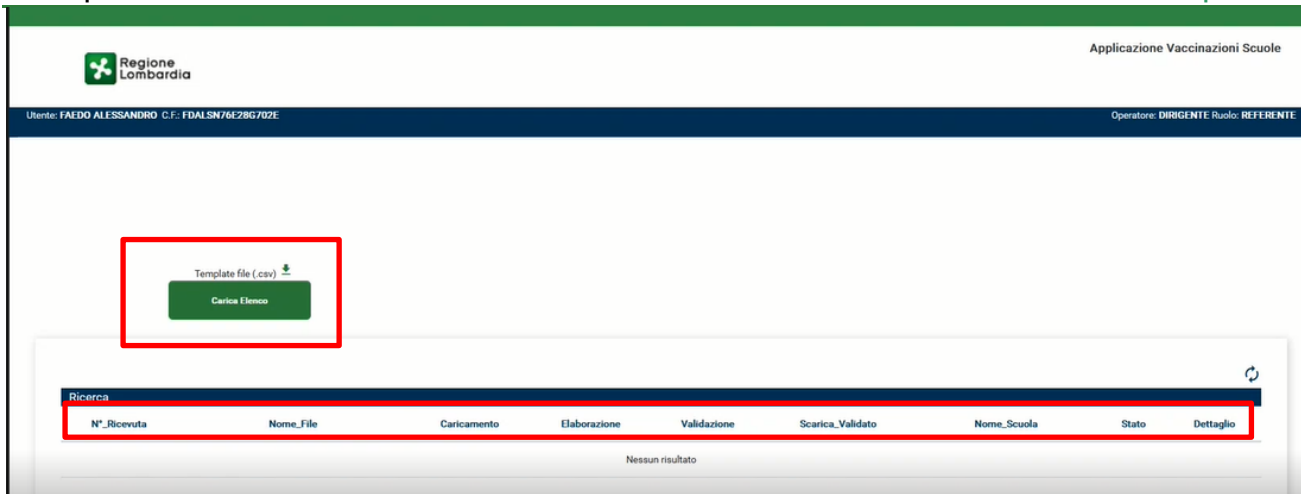 Regione
Lombardia
Applicazione Vaccinazioni Scuole
Utente: FAEDO ALESSANDRO C.F.: FDALSN76E28G702E
Operatore: DIRIGENTE Ruolo: REFERENTE
Template file (.csv)
Carica Elenco
Ricerca
N°_Ricevuta Nome_File Caricamento Elaborazione Validazione Scarica_Validato Nome_Scuola Stato Dettaglio
Nessun risultato